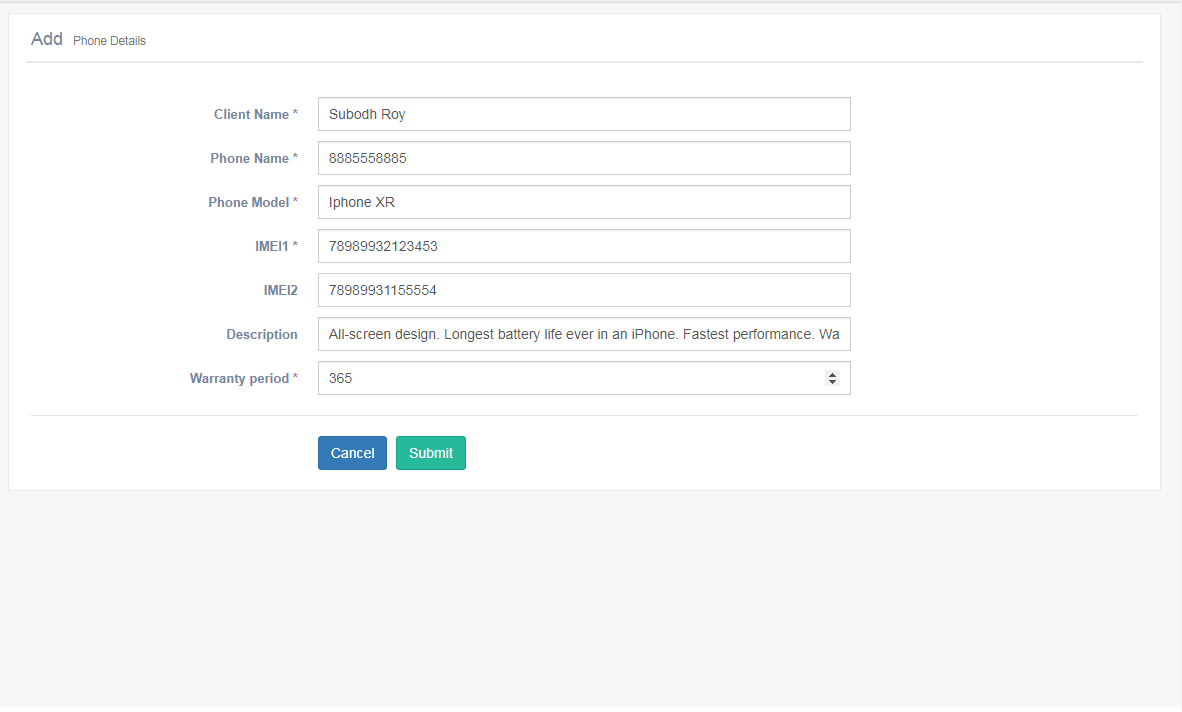 Add Phone Details
Client Name * Subodh Roy
Phone Name * 8885558885
Phone Model * Iphone XR
IMEI1 * 78989932123453
IMEI2 78989931155554
Description All-screen design. Longest battery life ever in an iPhone. Fastest performance. Wa
Warranty period * 365
Cancel Submit